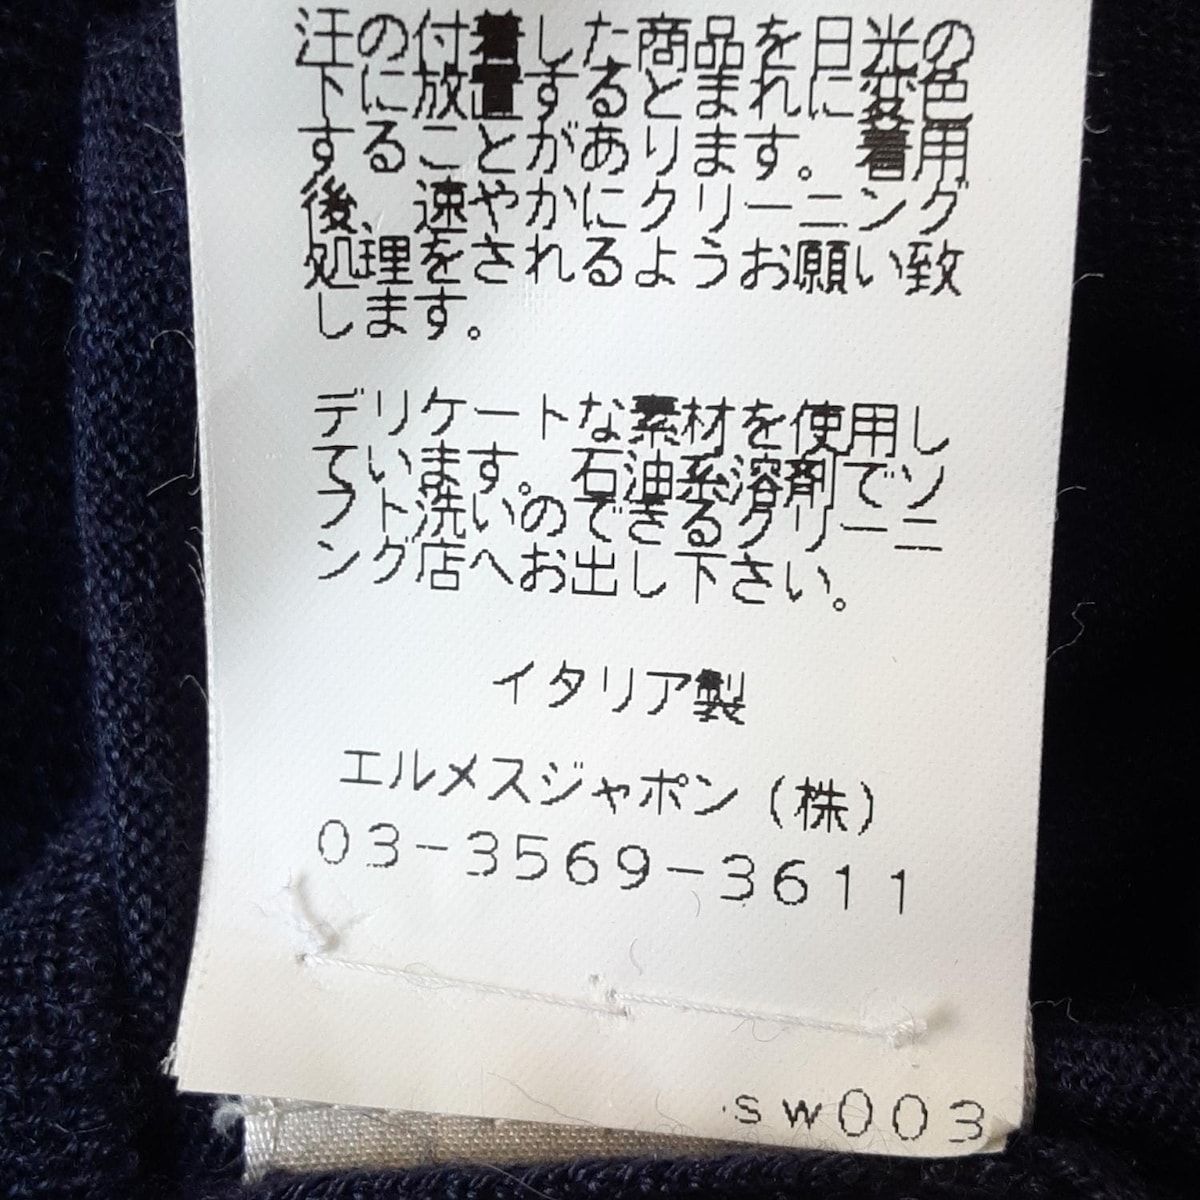 汗の付着した商品を日光の
下に放置するとまれに変色
することがあります。着用
後、速やかにクリーニング
処理をされるようお願い致
します。
デリケートな素材を使用し
ています。石油系溶剤でソ
フト洗いのできるクリーニ
ング店へお出し下さい。
イタリア製
エルメスジャポン(株)
03-3569-3611
sw003